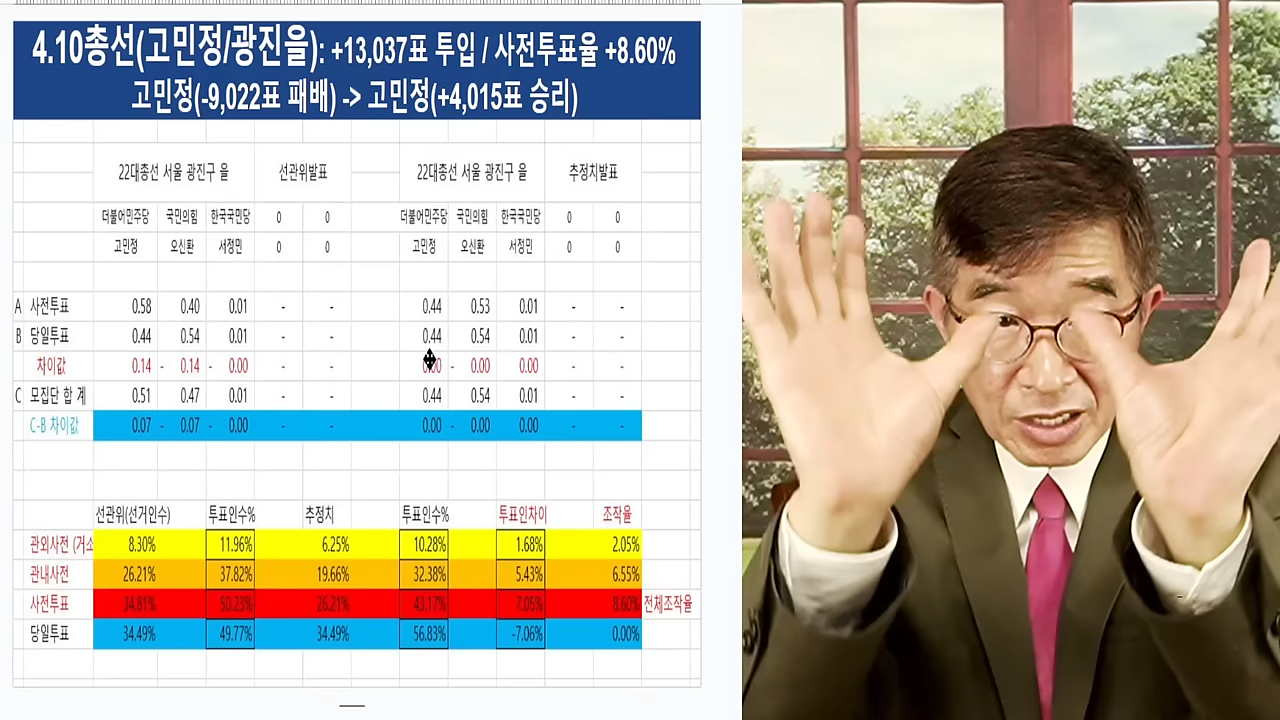 4.10총선(고민정/광진을): +13,037표 투입 / 사전투표율 +8.60%
고민정(-9,022표 패배) -> 고민정(+4,015표 승리)
22대총선 서울 광진구 을 선관위발표 22대총선 서울 광진구 을 추정치발표
더불어민주당 국민의힘 한국국민당 0 0 더불어민주당 국민의힘 한국국민당 0 0
고민정 오신환 서정민 0 0 고민정 오신환 서정민 0 0
A 사전투표 0.58 0.40 0.01 - - 0.44 0.53 0.01 - -
B 당일투표 0.44 0.54 0.01 - - 0.44 0.54 0.01 - -
차이값 0.14 - 0.14 - 0.00 - - - 0.00 0.00 - -
C 모집단 합 계 0.51 0.47 0.01 - - 0.44 0.54 0.01 - -
C-B 차이값 0.07 - 0.07 - 0.00 - - 0.00 - 0.00 0.00 - -
선관위(선거인수) 투표인수% 추정치 투표인수% 투표인차이 조작율
관외사전 (거소 8.30% 11.96% 6.25% 10.28% 1.68% 2.05%
관내사전 26.21% 37.82% 19.66% 32.38% 5.43% 6.55%
사전투표 34.81% 50.23% 26.21% 43.17% 7.05% 8.60% 전체조작율
당일투표 34.49% 49.77% 34.49% 56.83% -7.06% 0.00%